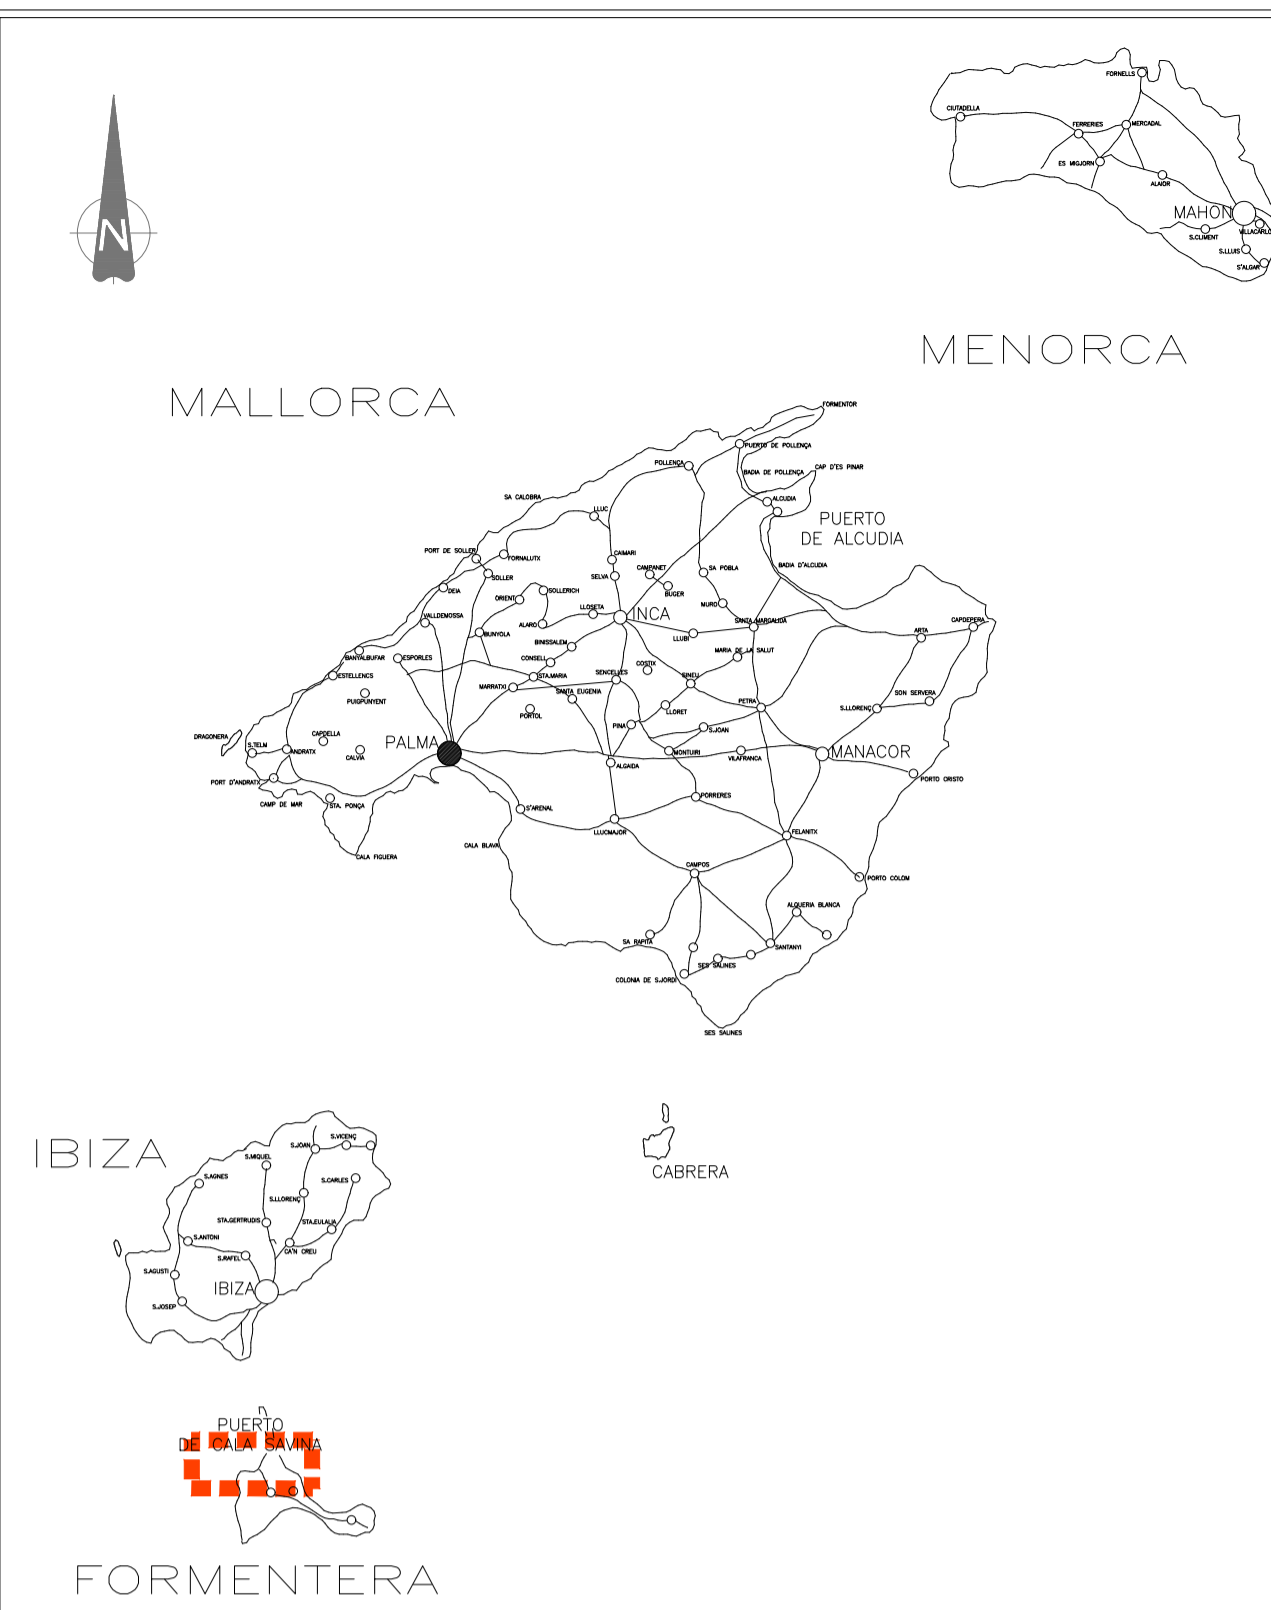 N
FORNELLS
CIUTADELLA
FERRERIES
MERCADAL
ES MIGJORN
ALAIOR
MAHON
VILLACARLO
S.CLIMENT
S.LLUIS
S'ALGAR
MENORCA
MALLORCA
FORMENTOR
PUERTO DE POLLENÇA
POLLENÇA
BADIA DE POLLENÇA
CAP D'ES PINAR
SA CALOBRA
ALCUDIA
LLUC
PUERTO
DE ALCUDIA
PORT DE SOLLER
FORNALUTX
CAIMARI
CAMPANET
SA POBLA
BADIA D'ALCUDIA
SOLLER
SELVA
DEIA
SOLLERICH
BUGER
ORIENT
MURO
LLOSETA
INCA
VALLDEMOSSA
ALARO
SANTA MARGALIDA
CAPDEPERA
BUNYOLA
LLUBI
ARTA
BINISSALEM
BANYALBUFAR
ESPORLES
CONSELL
COSTIX
MARIA DE LA SALUT
ESTELLENCS
STA.MARIA
SENCELLES
SINEU
MARRATXI
SANTA EUGENIA
SON SERVERA
PUIGPUNYENT
PETRA
S.LLORENÇ
LLORET
PORTOL
PINA
S.JOAN
DRAGONERA
CAPDELLA
S.TELM
ANDRATX
CALVIA
PALMA
MONTUIRI
VILAFRANCA
MANACOR
ALGAIDA
PORT D'ANDRATX
PORTO CRISTO
CAMP DE MAR
STA. PONÇA
S'ARENAL
PORRERES
LLUCMAJOR
FELANITX
CALA BLAVA
CALA FIGUERA
CAMPOS
PORTO COLOM
ALQUERIA BLANCA
SA RAPITA
SANTANYI
SES SALINES
COLONIA DE S.JORDI
SES SALINES
CABRERA
IBIZA
S.VICENÇ
S.JOAN
S.MIQUEL
S.AGNES
S.CARLES
S.LLORENÇ
STA.GERTRUDIS
STA.EULALIA
S.ANTONI
CA'N CREU
S.RAFEL
S.AGUSTI
IBIZA
S.JOSEP
PUERTO
DE CALA SAVINA
FORMENTERA